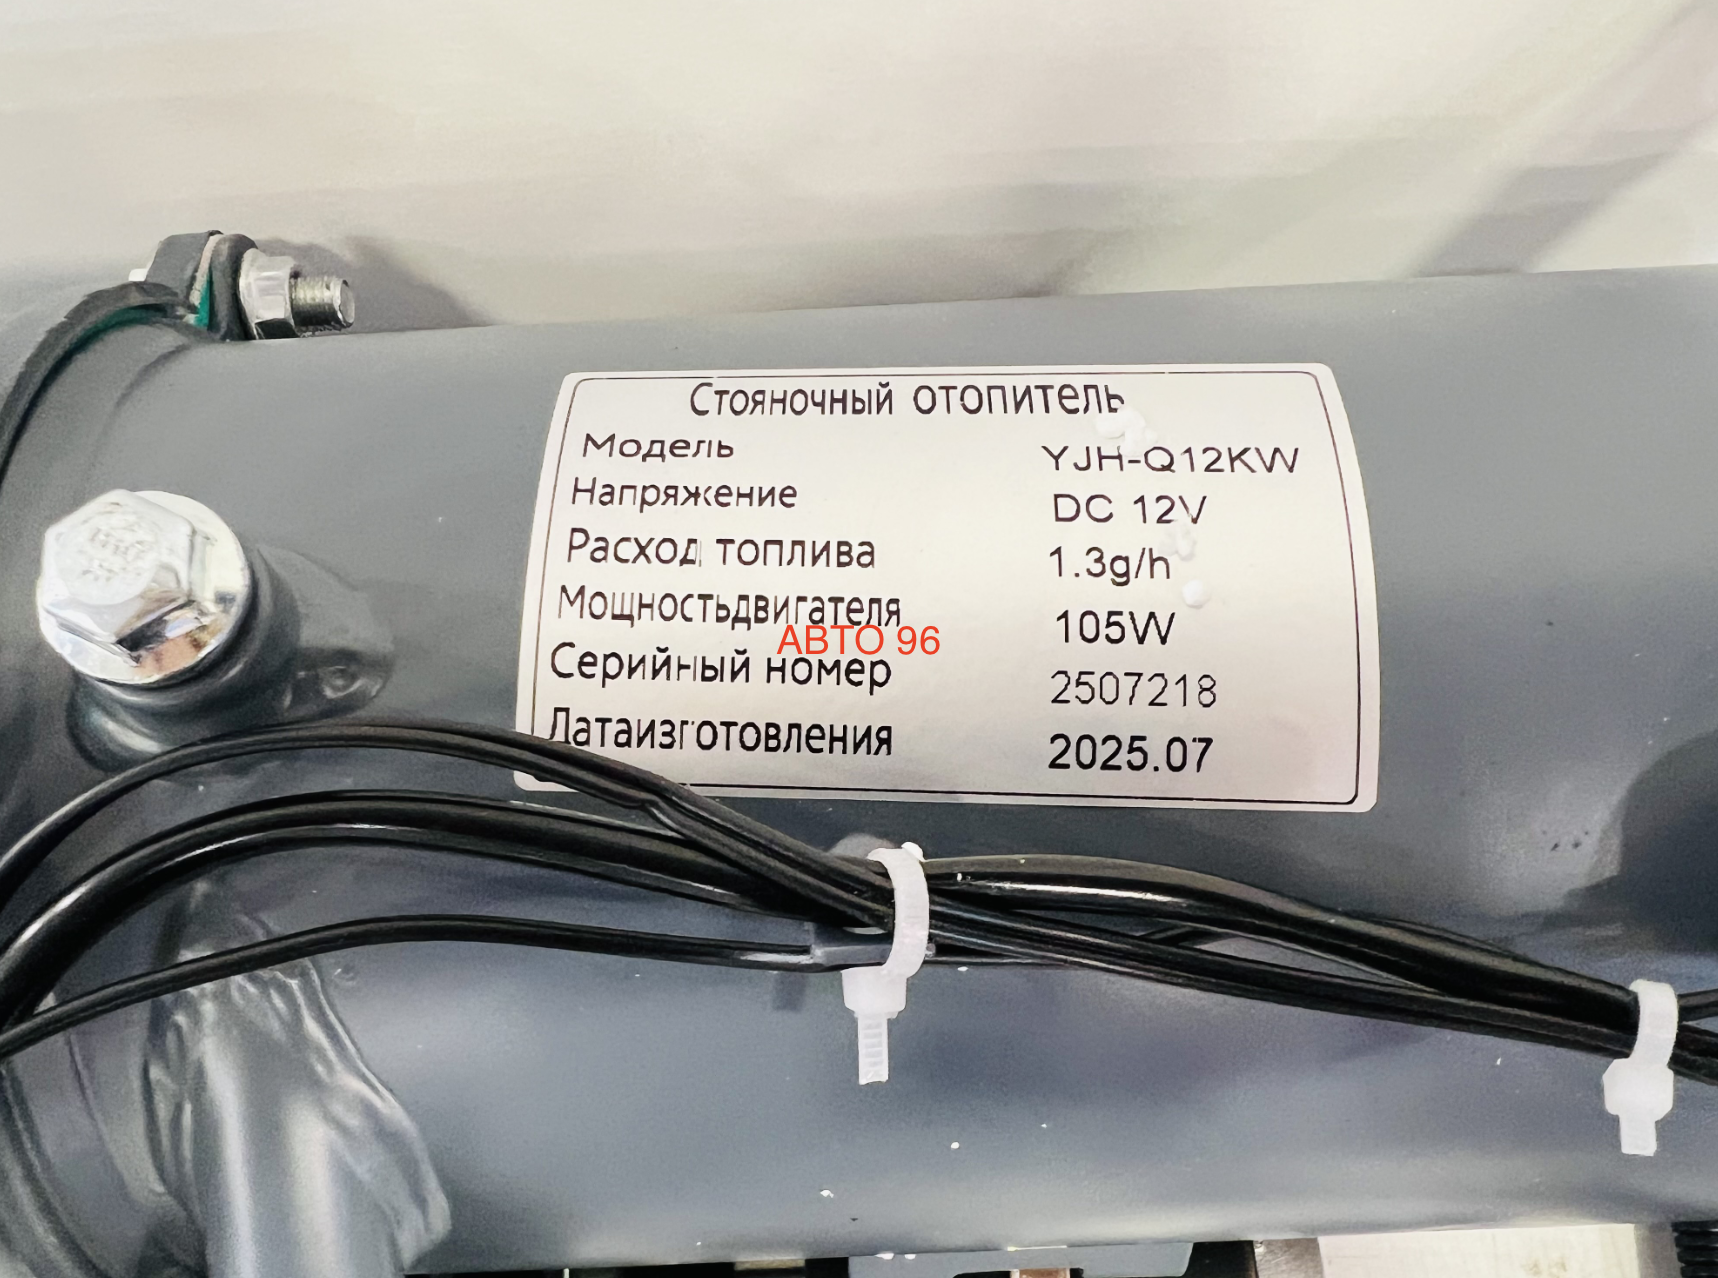 Стояночный отопитель
Модель YJH-Q12KW
Напряжение DC 12V
Расход топлива 1.3g/h
Мощностьдвигателя 105W
АВТО 96
Серийный номер 2507218
Датаизготовления 2025.07